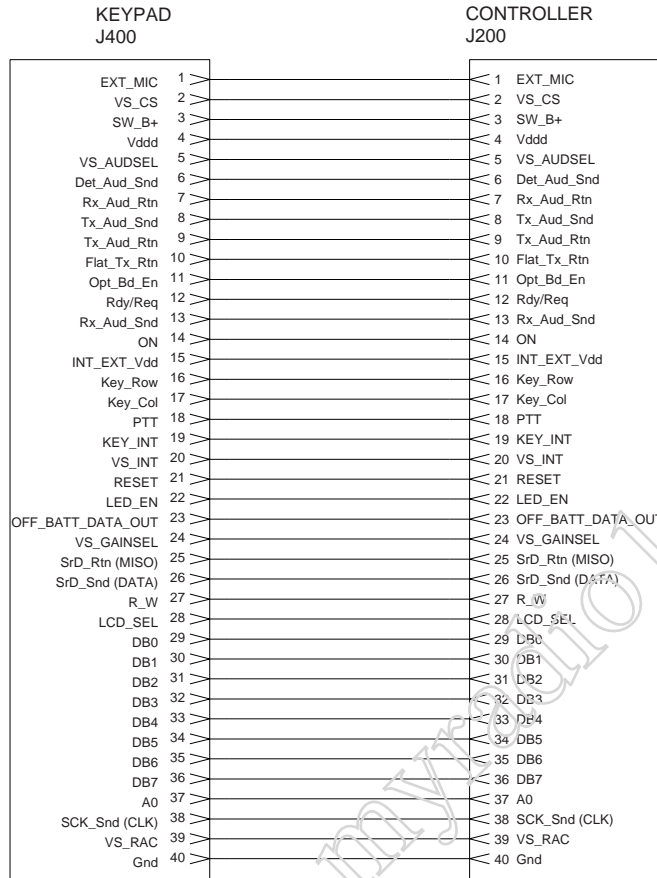 KEYPAD CONTROLLER
J400 J200
EXT_MIC 1 1 EXT_MIC
VS_CS 2 2 VS_CS
SW_B+ 3 3 SW_B+
Vddd 4 4 Vddd
VS_AUDSEL 5 5 VS_AUDSEL
Det_Aud_Snd 6 6 Det_Aud_Snd
Rx_Aud_Rtn 7 7 Rx_Aud_Rtn
Tx_Aud_Snd 8 8 Tx_Aud_Snd
Tx_Aud_Rtn 9 9 Tx_Aud_Rtn
Flat_Tx_Rtn 10 10 Flat_Tx_Rtn
Opt_Bd_En 11 11 Opt_Bd_En
Rdy/Req 12 12 Rdy/Req
Rx_Aud_Snd 13 13 Rx_Aud_Snd
ON 14 14 ON
INT_EXT_Vdd 15 15 INT_EXT_Vdd
Key_Row 16 16 Key_Row
Key_Col 17 17 Key_Col
PTT 18 18 PTT
KEY_INT 19 19 KEY_INT
VS_INT 20 20 VS_INT
RESET 21 21 RESET
LED_EN 22 22 LED_EN
OFF_BATT_DATA_OUT 23 23 OFF_BATT_DATA_OUT
VS_GAINSEL 24 24 VS_GAINSEL
SrD_Rtn (MISO) 25 25 SrD_Rtn (MISO)
SrD_Snd (DATA) 26 26 SrD_Snd (DATA)
R_W 27 27 R_W
LCD_SEL 28 28 LCD_SEL
DB0 29 29 DB0
DB1 30 30 DB1
DB2 31 31 DB2
DB3 32 32 DB3
DB4 33 33 DB4
DB5 34 34 DB5
DB6 35 35 DB6
DB7 36 36 DB7
A0 37 37 A0
SCK_Snd (CLK) 38 38 SCK_Snd (CLK)
VS_RAC 39 39 VS_RAC
Gnd 40 40 Gnd
myradio1